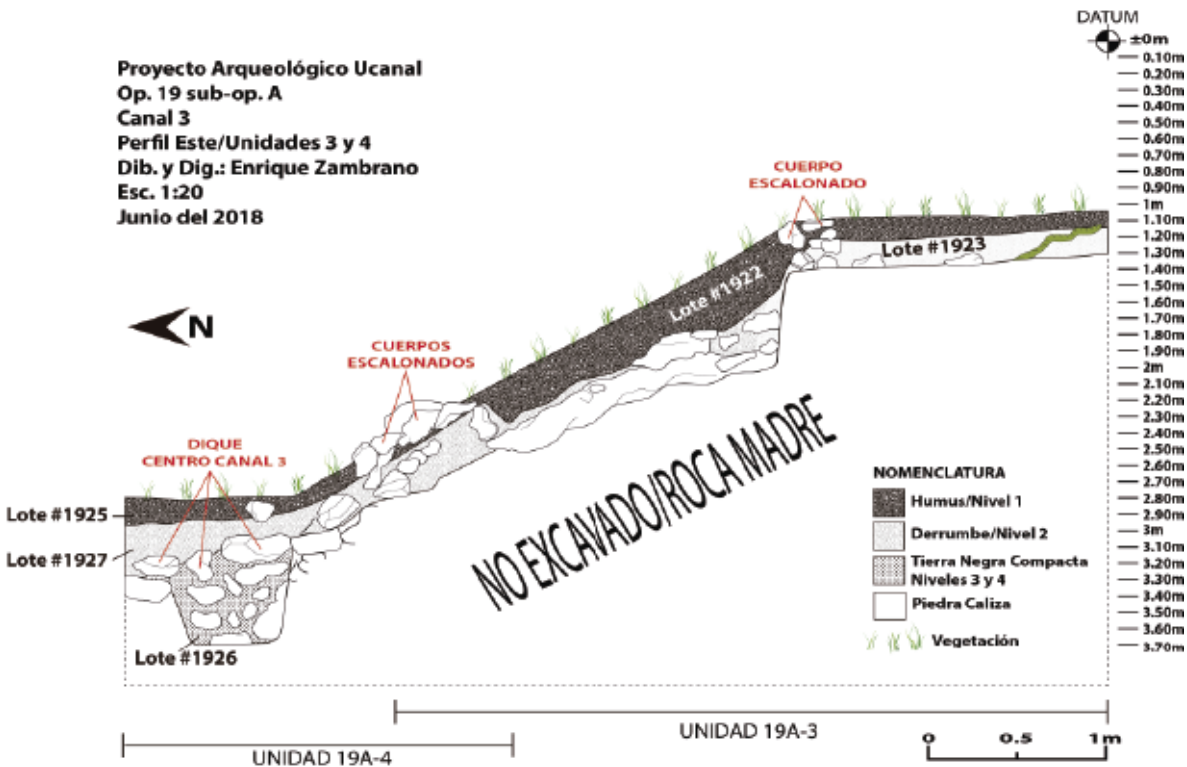 Proyecto Arqueológico Ucanal
Op. 19 sub-op. A
Canal 3
Perfil Este/Unidades 3 y 4
Dib. y Dig.: Enrique Zambrano
Esc. 1:20
Junio del 2018
DATUM
±0m
0.10m
0.20m
0.30m
0.40m
0.50m
0.60m
0.70m
0.80m
0.90m
1m
1.10m
1.20m
1.30m
1.40m
1.50m
1.60m
1.70m
1.80m
1.90m
2m
2.10m
2.20m
2.30m
2.40m
2.50m
2.60m
2.70m
2.80m
2.90m
3m
3.10m
3.20m
3.30m
3.40m
3.50m
3.60m
3.70m
CUERPO
ESCALONADO
Lote #1923
Lote #1922
N
CUERPOS
ESCALONADOS
DIQUE
CENTRO CANAL 3
Lote #1925
Lote #1927
Lote #1926
NO EXCAVADO/ROCA MADRE
NOMENCLATURA
Humus/Nivel 1
Derrumbe/Nivel 2
Tierra Negra Compacta
Niveles 3 y 4
Piedra Caliza
Vegetación
UNIDAD 19A-3
UNIDAD 19A-4
0 0.5 1m